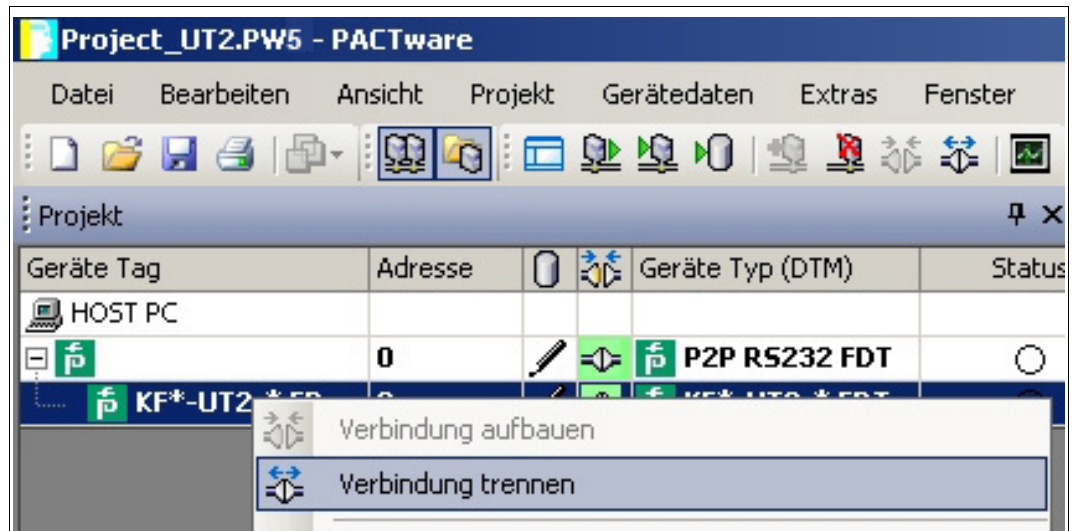 Project_UT2.PW5 - PACTware
Datei Bearbeiten Ansicht Projekt Gerätedaten Extras Fenster
Projekt
Geräte Tag Adresse Geräte Typ (DTM) Status
HOST PC
0 P2P RS232 FDT
KF*-UT2
Verbindung aufbauen
Verbindung trennen